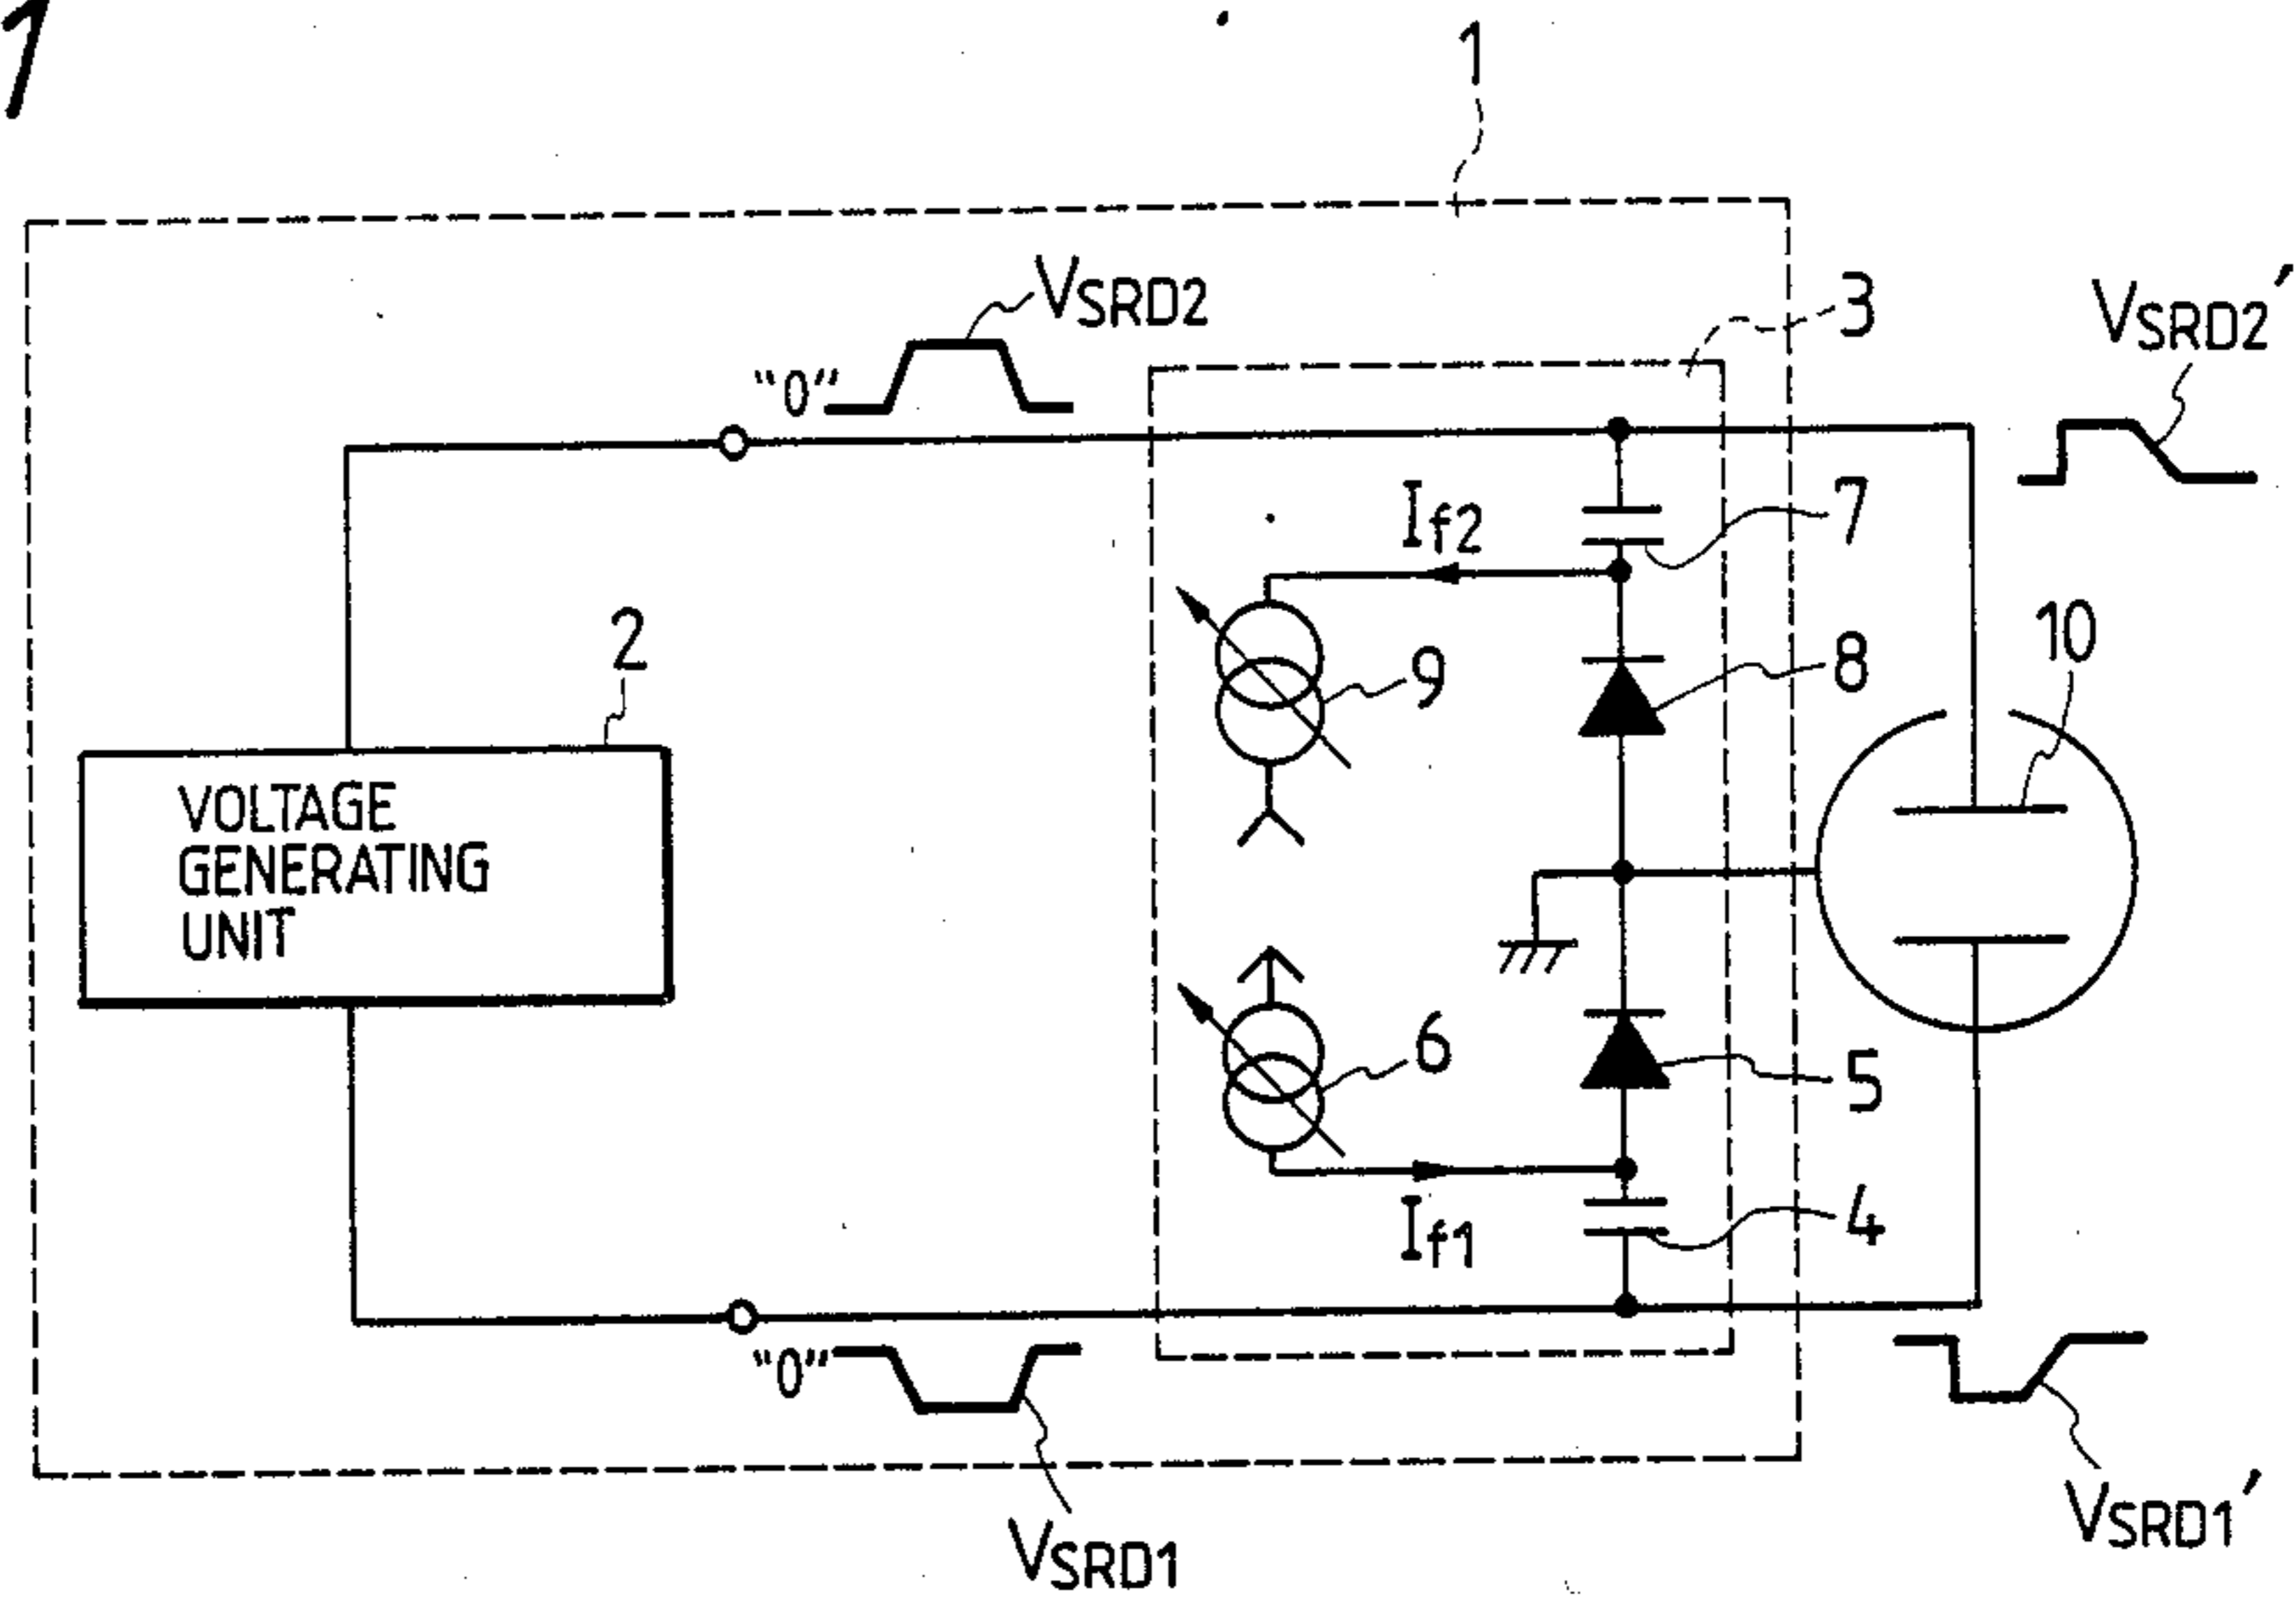 1
1
VSRD2
3
VSRD2'
"0"
7
If2
10
2
9
8
VOLTAGE
GENERATING
UNIT
6
5
4
If1
"0"
VSRD1
VSRD1'